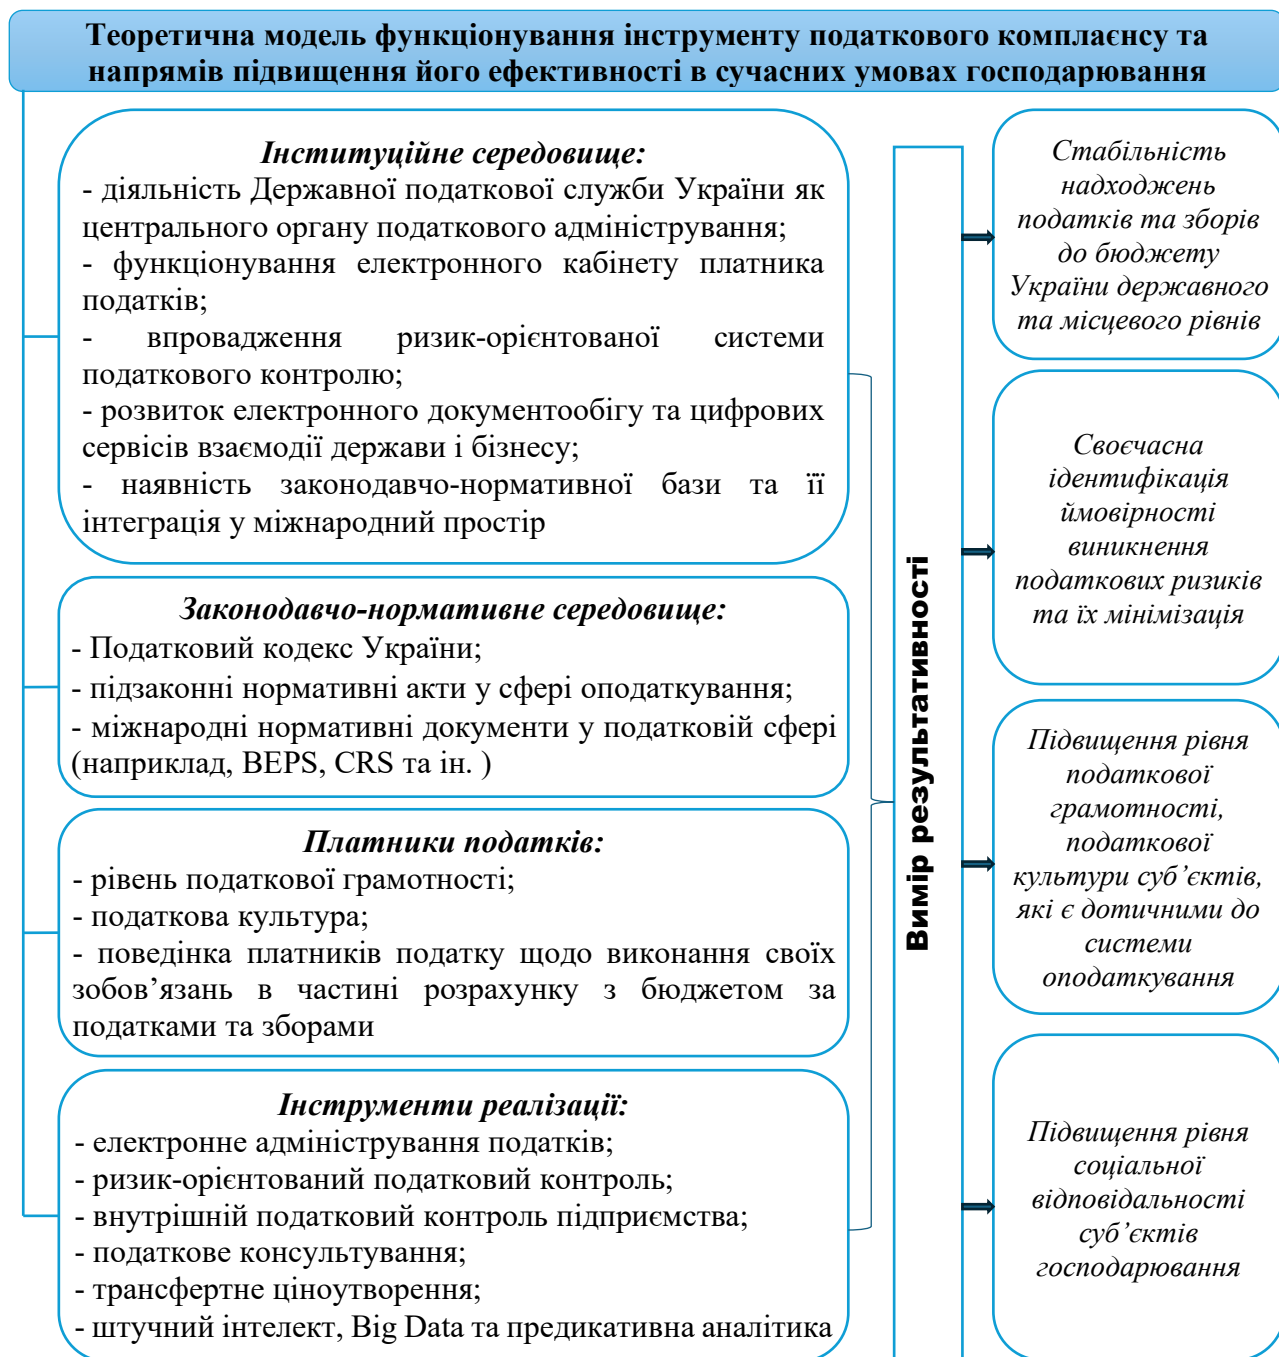 Теоретична модель функціонування інструменту податкового комплаєнсу та
напрямів підвищення його ефективності в сучасних умовах господарювання
Інституційне середовище:
- діяльність Державної податкової служби України як
центрального органу податкового адміністрування;
- функціонування електронного кабінету платника
податків;
- впровадження ризик-орієнтованої системи
податкового контролю;
- розвиток електронного документообігу та цифрових
сервісів взаємодії держави і бізнесу;
- наявність законодавчо-нормативної бази та її
інтеграція у міжнародний простір
Законодавчо-нормативне середовище:
- Податковий кодекс України;
- підзаконні нормативні акти у сфері оподаткування;
- міжнародні нормативні документи у податковій сфері
(наприклад, BEPS, CRS та ін. )
Платники податків:
- рівень податкової грамотності;
- податкова культура;
- поведінка платників податку щодо виконання своїх
зобов’язань в частині розрахунку з бюджетом за
податками та зборами
Інструменти реалізації:
- електронне адміністрування податків;
- ризик-орієнтований податковий контроль;
- внутрішній податковий контроль підприємства;
- податкове консультування;
- трансфертне ціноутворення;
- штучний інтелект, Big Data та предикативна аналітика
Вимір результативності
Стабільність
надходжень
податків та зборів
до бюджету
України державного
та місцевого рівнів
Своєчасна
ідентифікація
ймовірності
виникнення
податкових ризиків
та їх мінімізація
Підвищення рівня
податкової
грамотності,
податкової
культури суб’єктів,
які є дотичними до
системи
оподаткування
Підвищення рівня
соціальної
відповідальності
суб’єктів
господарювання